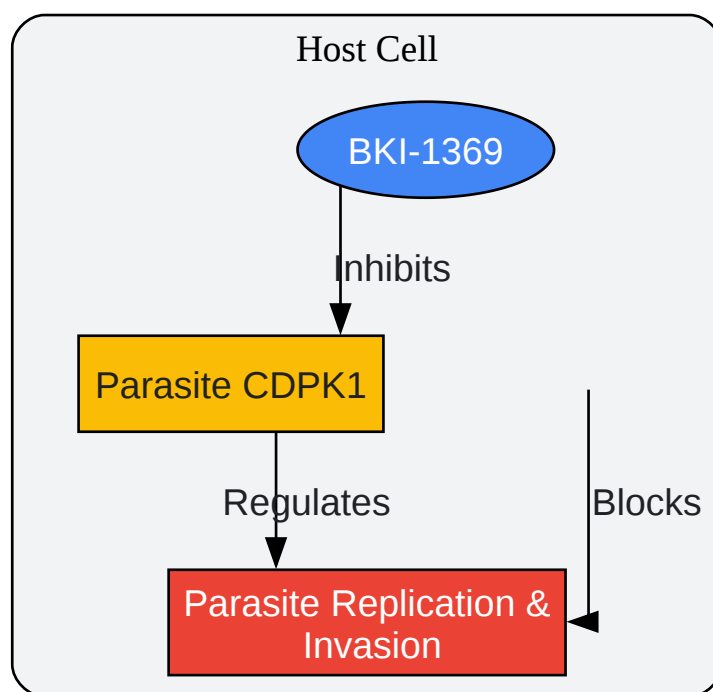 Host Cell
BKI-1369
Inhibits
Parasite CDPK1
Regulates
Blocks
Parasite Replication &
Invasion